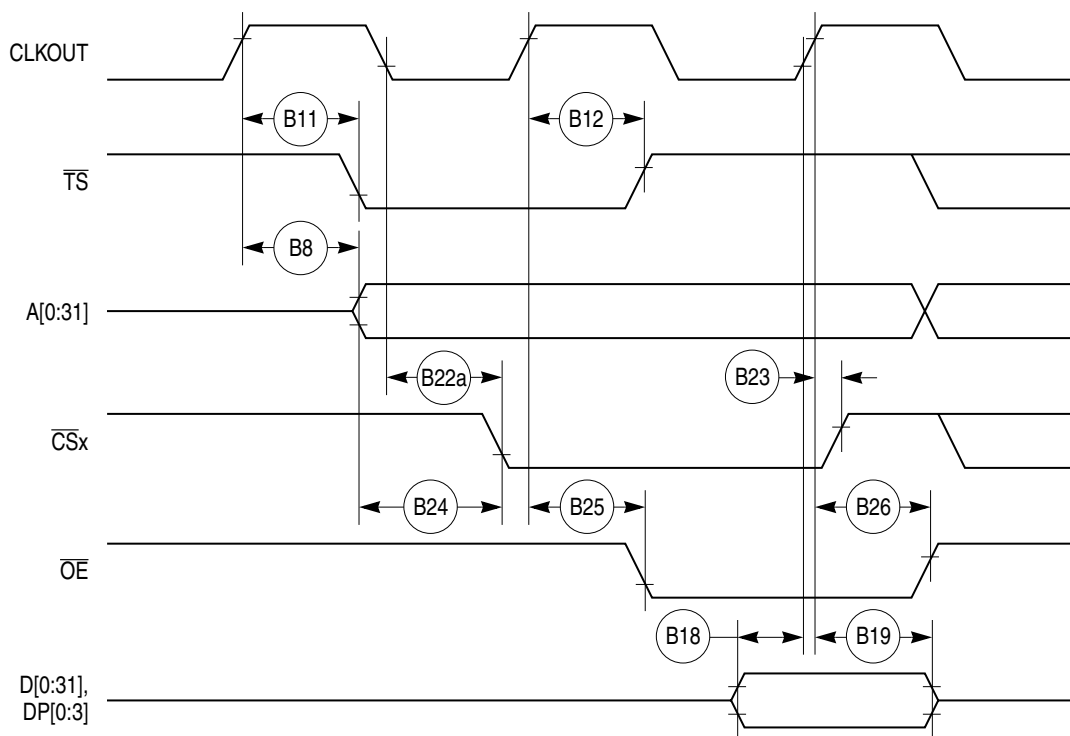 CLKOUT
B11
B12
TS
B8
A[0:31]
B22a
B23
CSx
B24
B25
B26
OE
B18
B19
D[0:31],
DP[0:3]